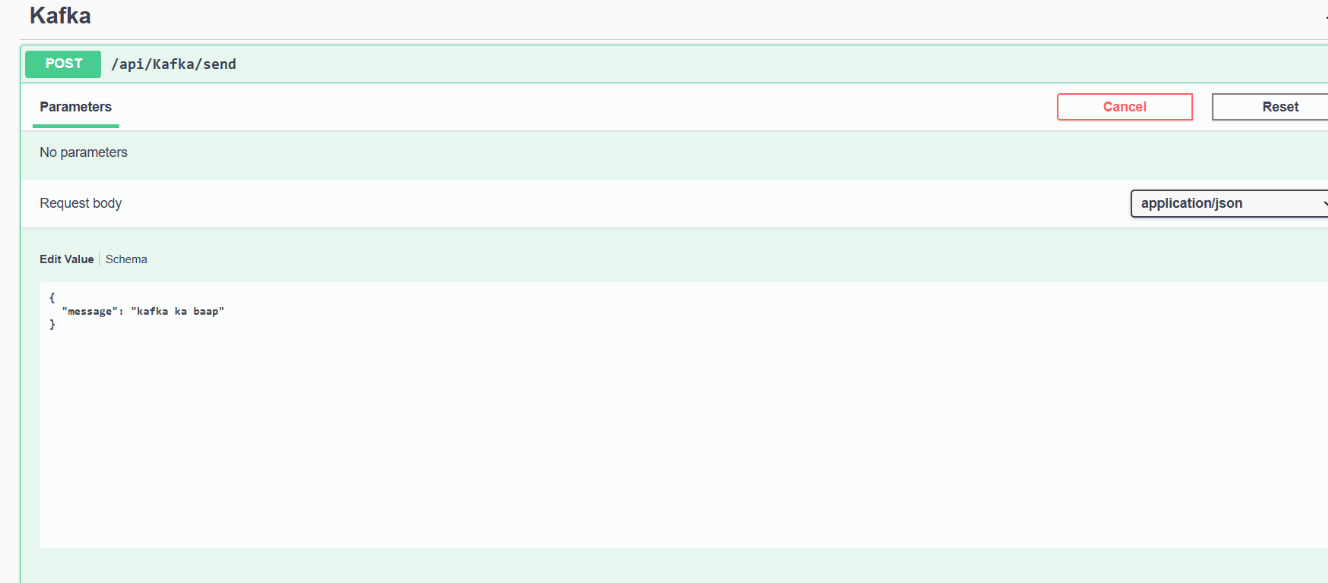 Kafka
POST /api/Kafka/send
Parameters Cancel Reset
No parameters
Request body application/json
Edit Value Schema
{
"message": "kafka ka baap"
}